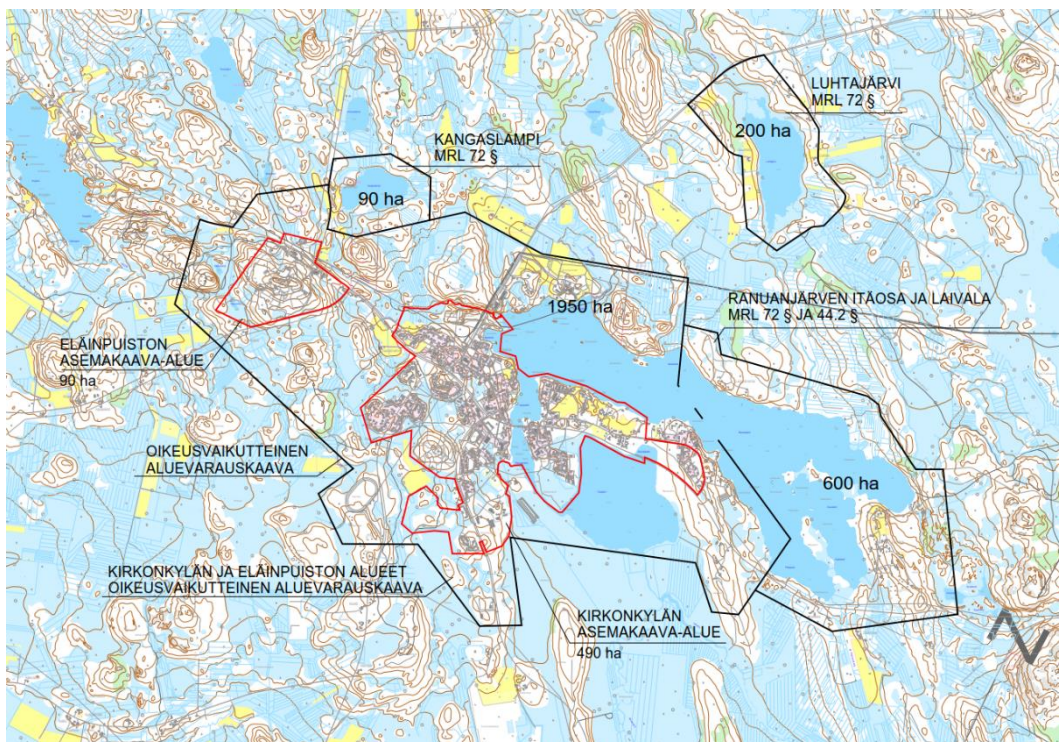 LUHTAJÄRVI
MRL 72 §
200 ha
KANGASLAMPI
MRL 72 §
90 ha
1950 ha
RANUANJÄRVEN ITÄOSA JA LAIVALA
MRL 72 § JA 44.2 §
ELÄINPUISTON
ASEMAKAAVA-ALUE
90 ha
OIKEUSVAIKUTTEINEN
ALUEVARAUSKAAVA
600 ha
KIRKONKYLÄN JA ELÄINPUISTON ALUEET
OIKEUSVAIKUTTEINEN ALUEVARAUSKAAVA
KIRKONKYLÄN
ASEMAKAAVA-ALUE
490 ha